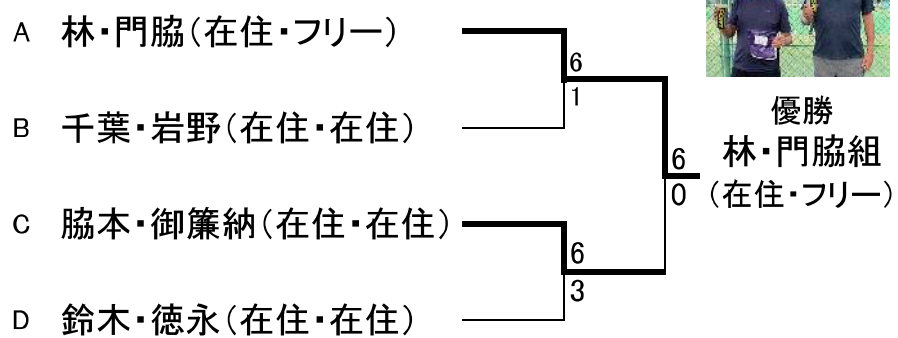 A 林・門脇(在住・フリー)
B 千葉・岩野(在住・在住)
C 脇本・御簾納(在住・在住)
D 鈴木・徳永(在住・在住)
6
1
6
3
6
0
優勝
林・門脇組
(在住・フリー)